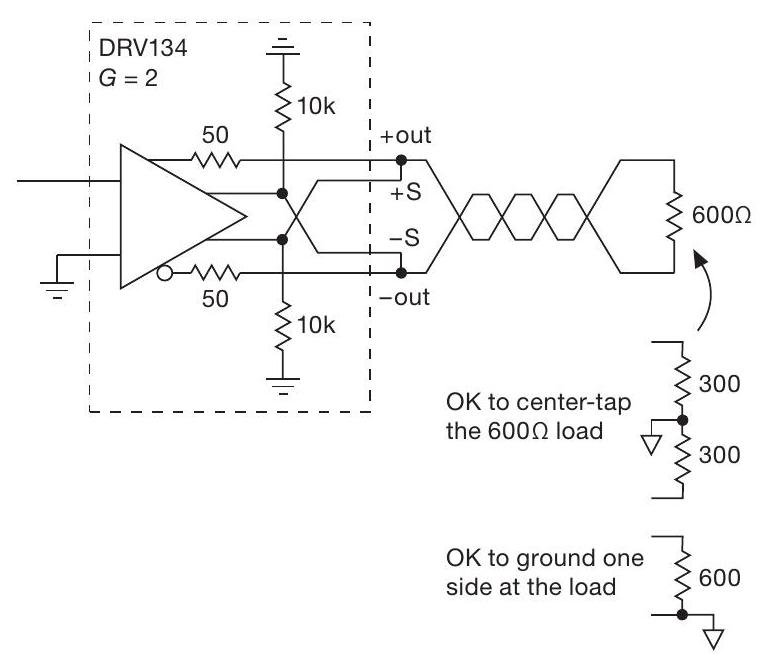 DRV134
G = 2
10k
50
+out
+S
600Ω
−S
50
−out
10k
300
OK to center-tap
the 600Ω load
300
OK to ground one
side at the load
600